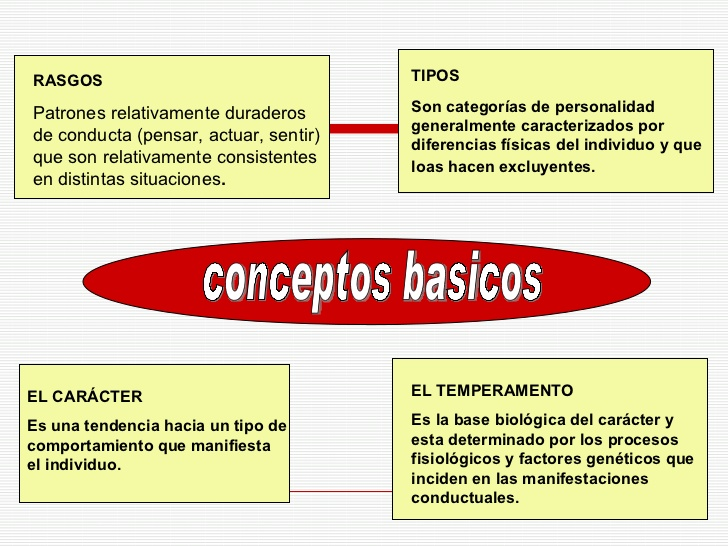 RASGOS
Patrones relativamente duraderos
de conducta (pensar, actuar, sentir)
que son relativamente consistentes
en distintas situaciones.
TIPOS
Son categorías de personalidad
generalmente caracterizados por
diferencias físicas del individuo y que
loas hacen excluyentes.
conceptos basicos
EL CARÁCTER
Es una tendencia hacia un tipo de
comportamiento que manifiesta
el individuo.
EL TEMPERAMENTO
Es la base biológica del carácter y
esta determinado por los procesos
fisiológicos y factores genéticos que
inciden en las manifestaciones
conductuales.